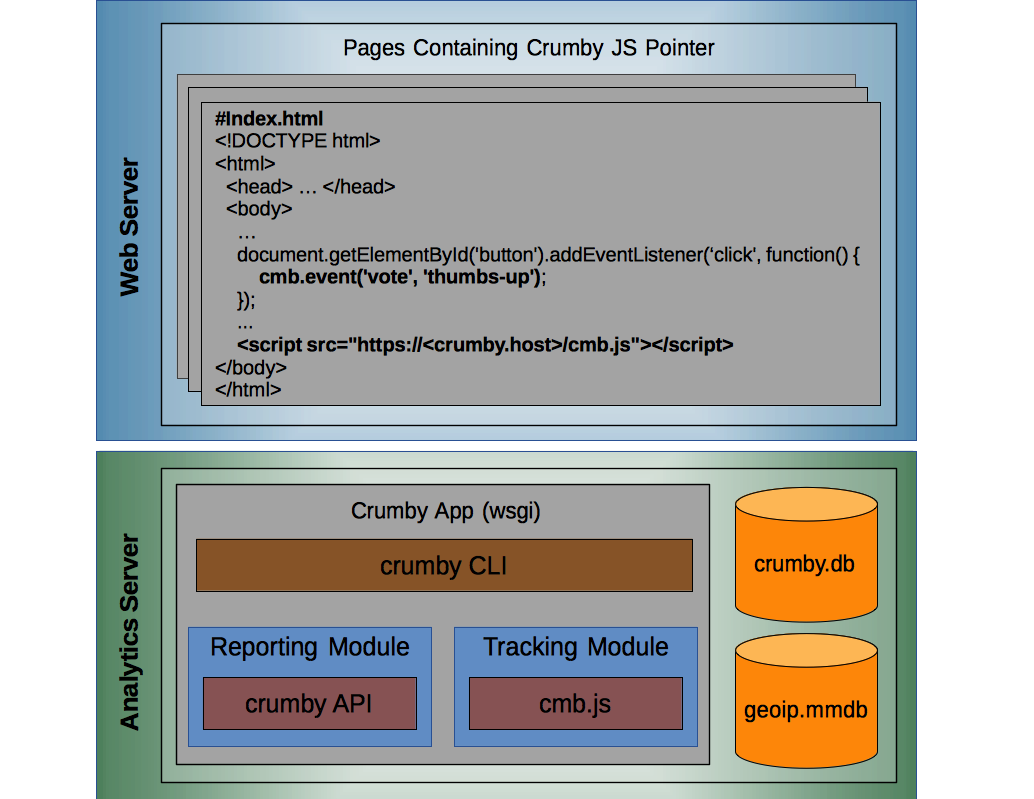 Pages Containing Crumby JS Pointer
Web Server
#Index.html
<!DOCTYPE html>
<html>
<head> … </head>
<body>
…
document.getElementById('button').addEventListener(‘click’, function() {
cmb.event('vote', 'thumbs-up');
});
...
<script src="https://<crumby.host>/cmb.js"></script>
</body>
</html>
Analytics Server
Crumby App (wsgi)
crumby CLI
Reporting Module
crumby API
Tracking Module
cmb.js
crumby.db
geoip.mmdb